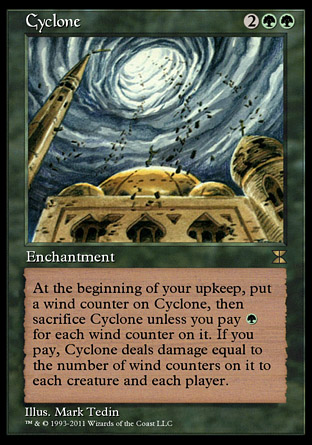 Cyclone 2
Enchantment
At the beginning of your upkeep, put
a wind counter on Cyclone, then
sacrifice Cyclone unless you pay
for each wind counter on it. If you
pay, Cyclone deals damage equal to
the number of wind counters on it to
each creature and each player.
Illus. Mark Tedin
™ & © 1993-2011 Wizards of the Coast LLC